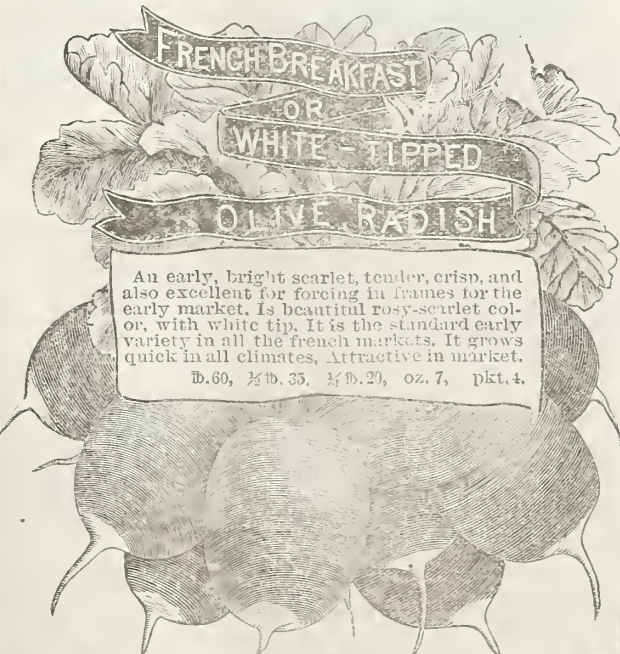 FRENCH BREAKFAST
OR
WHITE-TIPPED
OLIVE RADISH
An early, bright scarlet, tender, crisp, and
also excellent for forcing in frames for the
early market. Is beautiful rosy-scarlet col-
or, with white tip. It is the standard early
variety in all the french markets. It grows
quick in all climates. Attractive in market.
lb. 60, ½ lb. 35, ¼ lb. 20, oz. 7, pkt. 4.